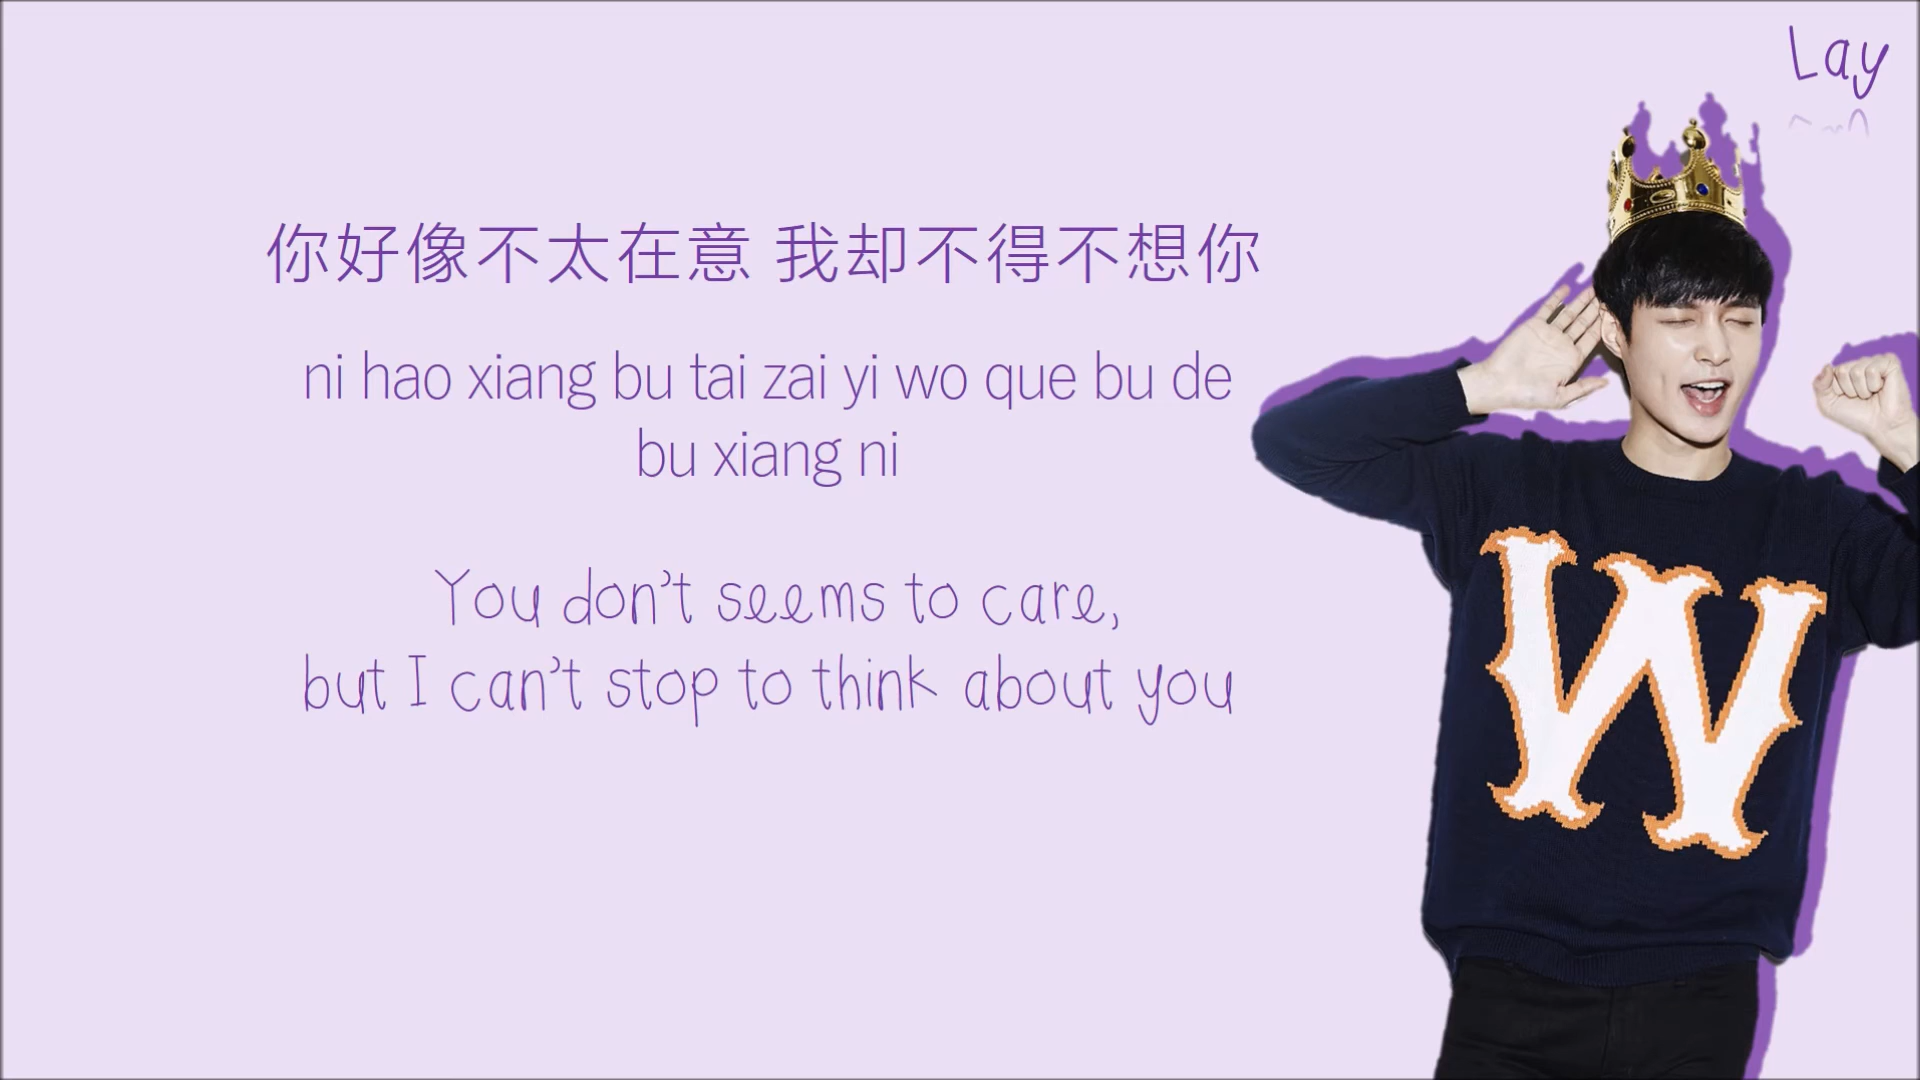 Lay
你好像不太在意 我却不得不想你
ni hao xiang bu tai zai yi wo que bu de
bu xiang ni
You don't seems to care,
but I can't stop to think about you
W